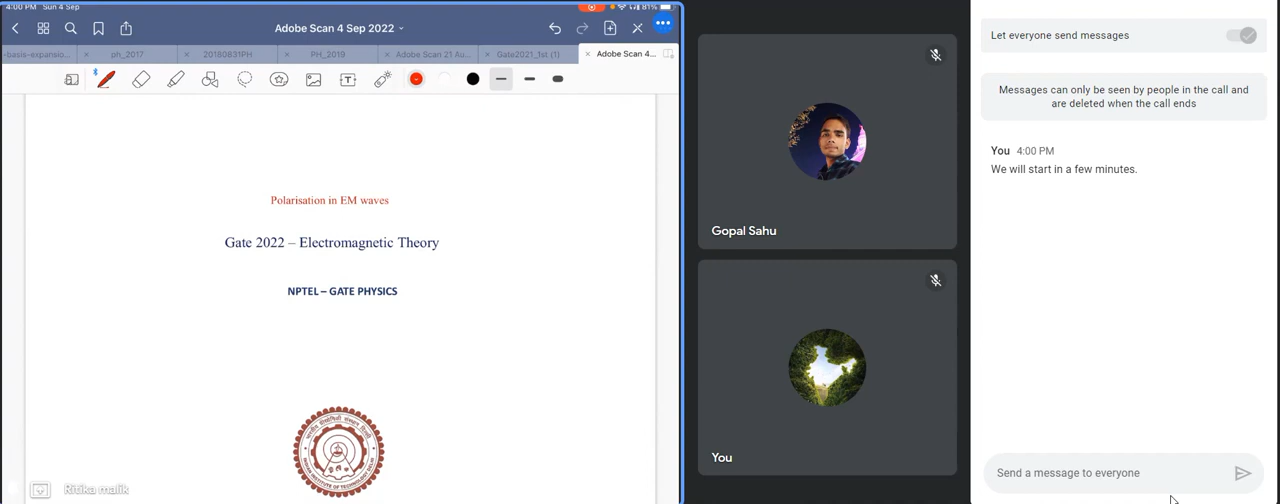 4:00 PM Sun 4 Sep
81%
Adobe Scan 4 Sep 2022
-basis-expansio...
ph_2017
20180831PH
PH_2019
Adobe Scan 21 Au...
Gate2021_1st (1)
Adobe Scan 4...
Polarisation in EM waves
Gate 2022 – Electromagnetic Theory
NPTEL – GATE PHYSICS
Ritika malik
Gopal Sahu
You
Let everyone send messages
Messages can only be seen by people in the call and
are deleted when the call ends
You 4:00 PM
We will start in a few minutes.
Send a message to everyone